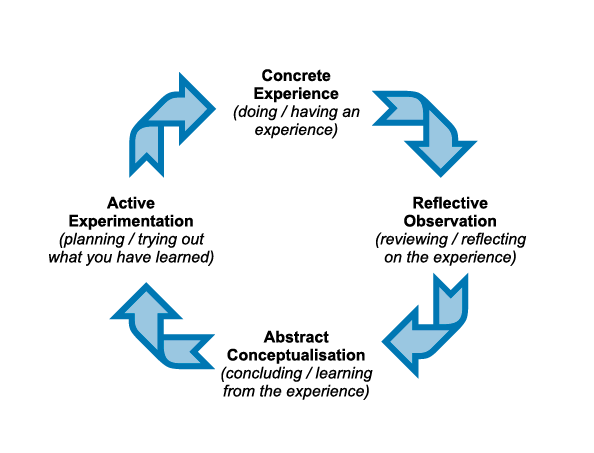 Concrete
Experience
(doing / having an
experience)
Active
Experimentation
(planning / trying out
what you have learned)
Reflective
Observation
(reviewing / reflecting
on the experience)
Abstract
Conceptualisation
(concluding / learning
from the experience)